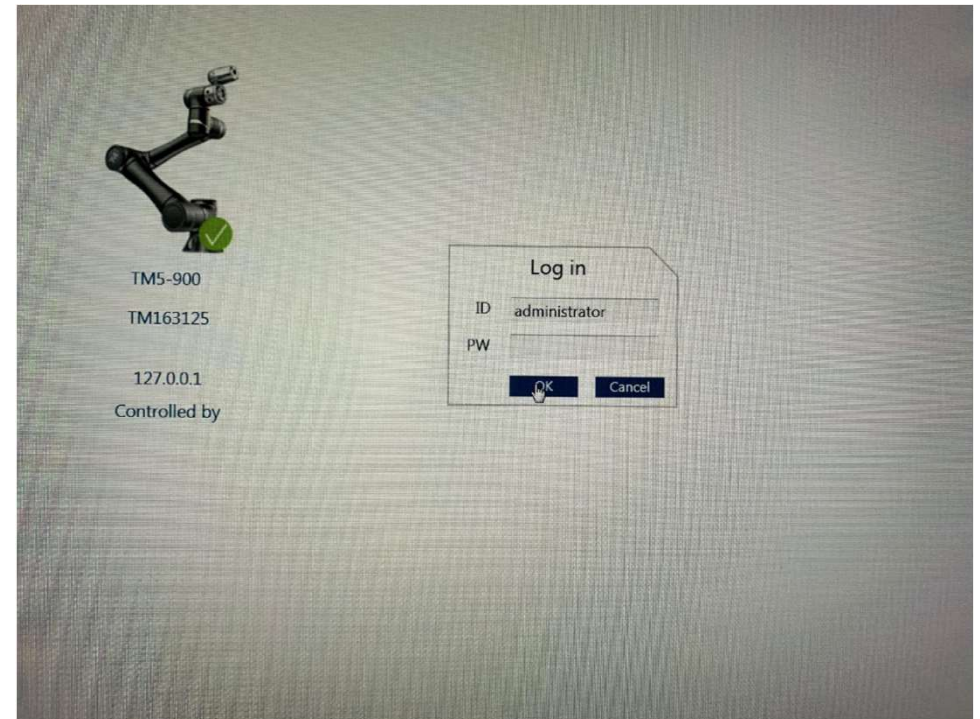 TM5-900
TM163125
127.0.0.1
Controlled by
Log in
ID administrator
PW
OK Cancel